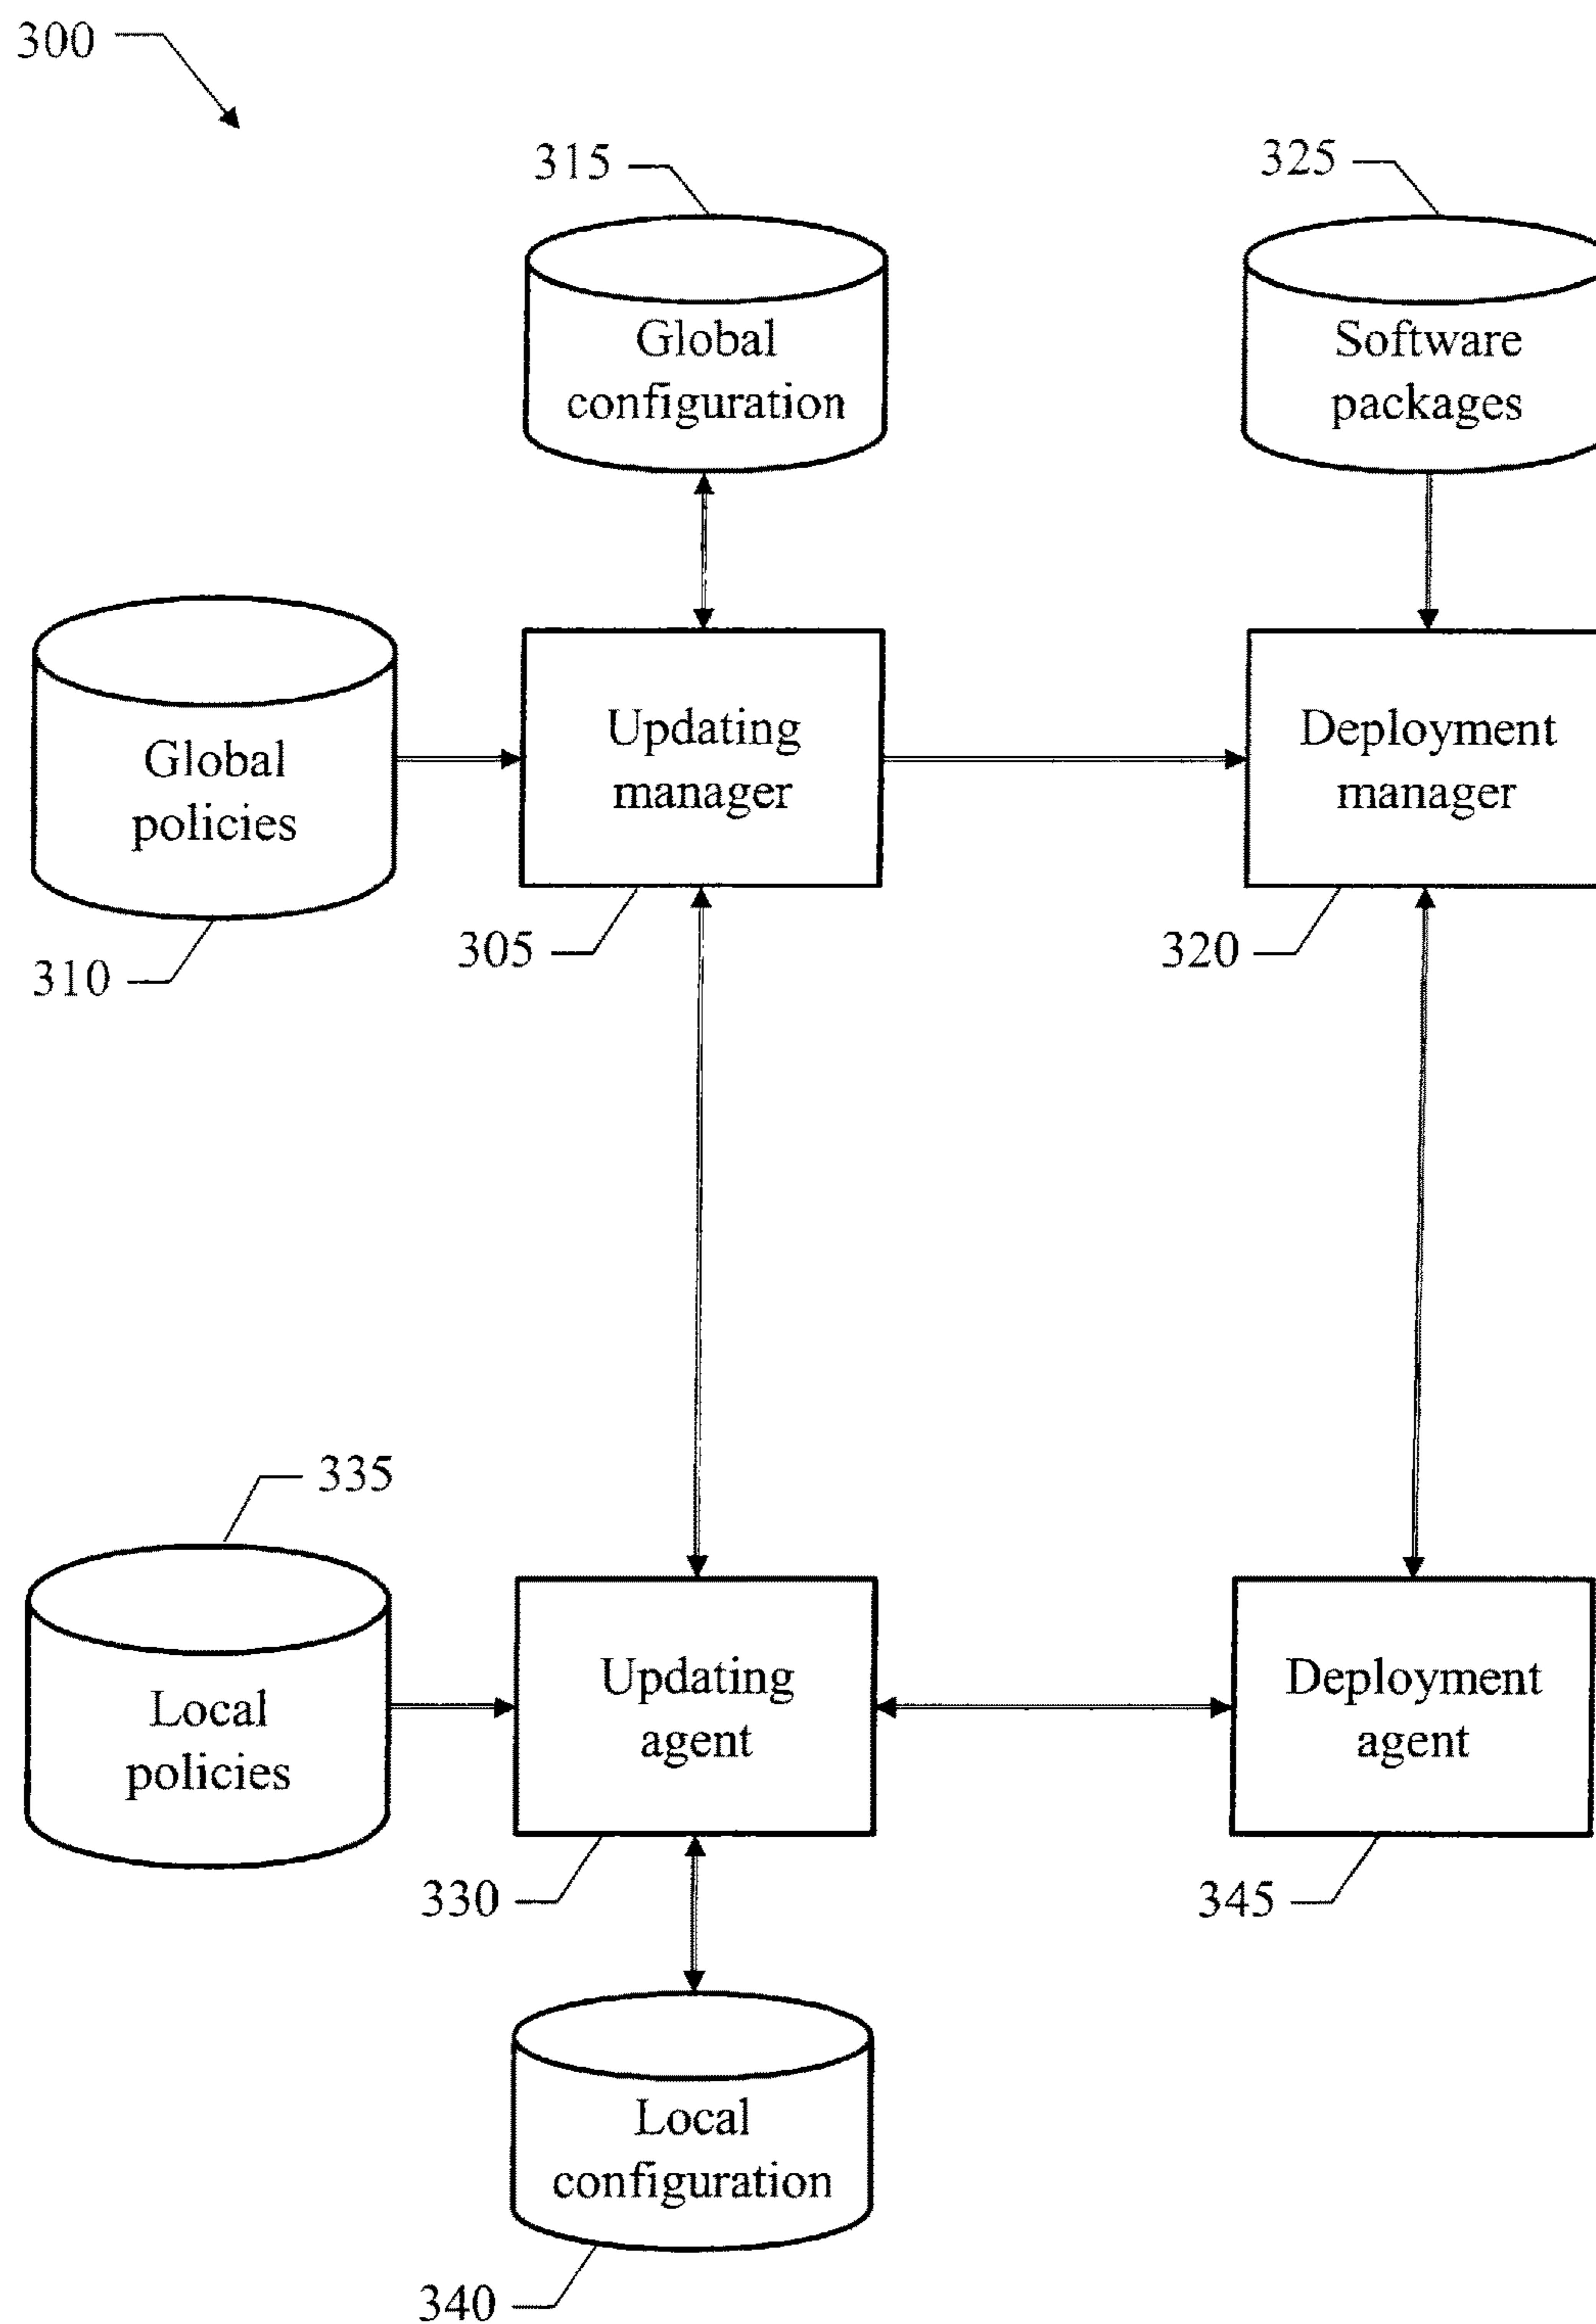 300
315
325
Global
configuration
Software
packages
Global
policies
Updating
manager
Deployment
manager
310
305
320
335
Local
policies
Updating
agent
Deployment
agent
330
345
Local
configuration
340